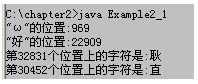 C:\chapter2>java Example2_1
"ω"的位置:969
"好"的位置:22909
第32831个位置上的字符是:耿
第30452个位置上的字符是:直